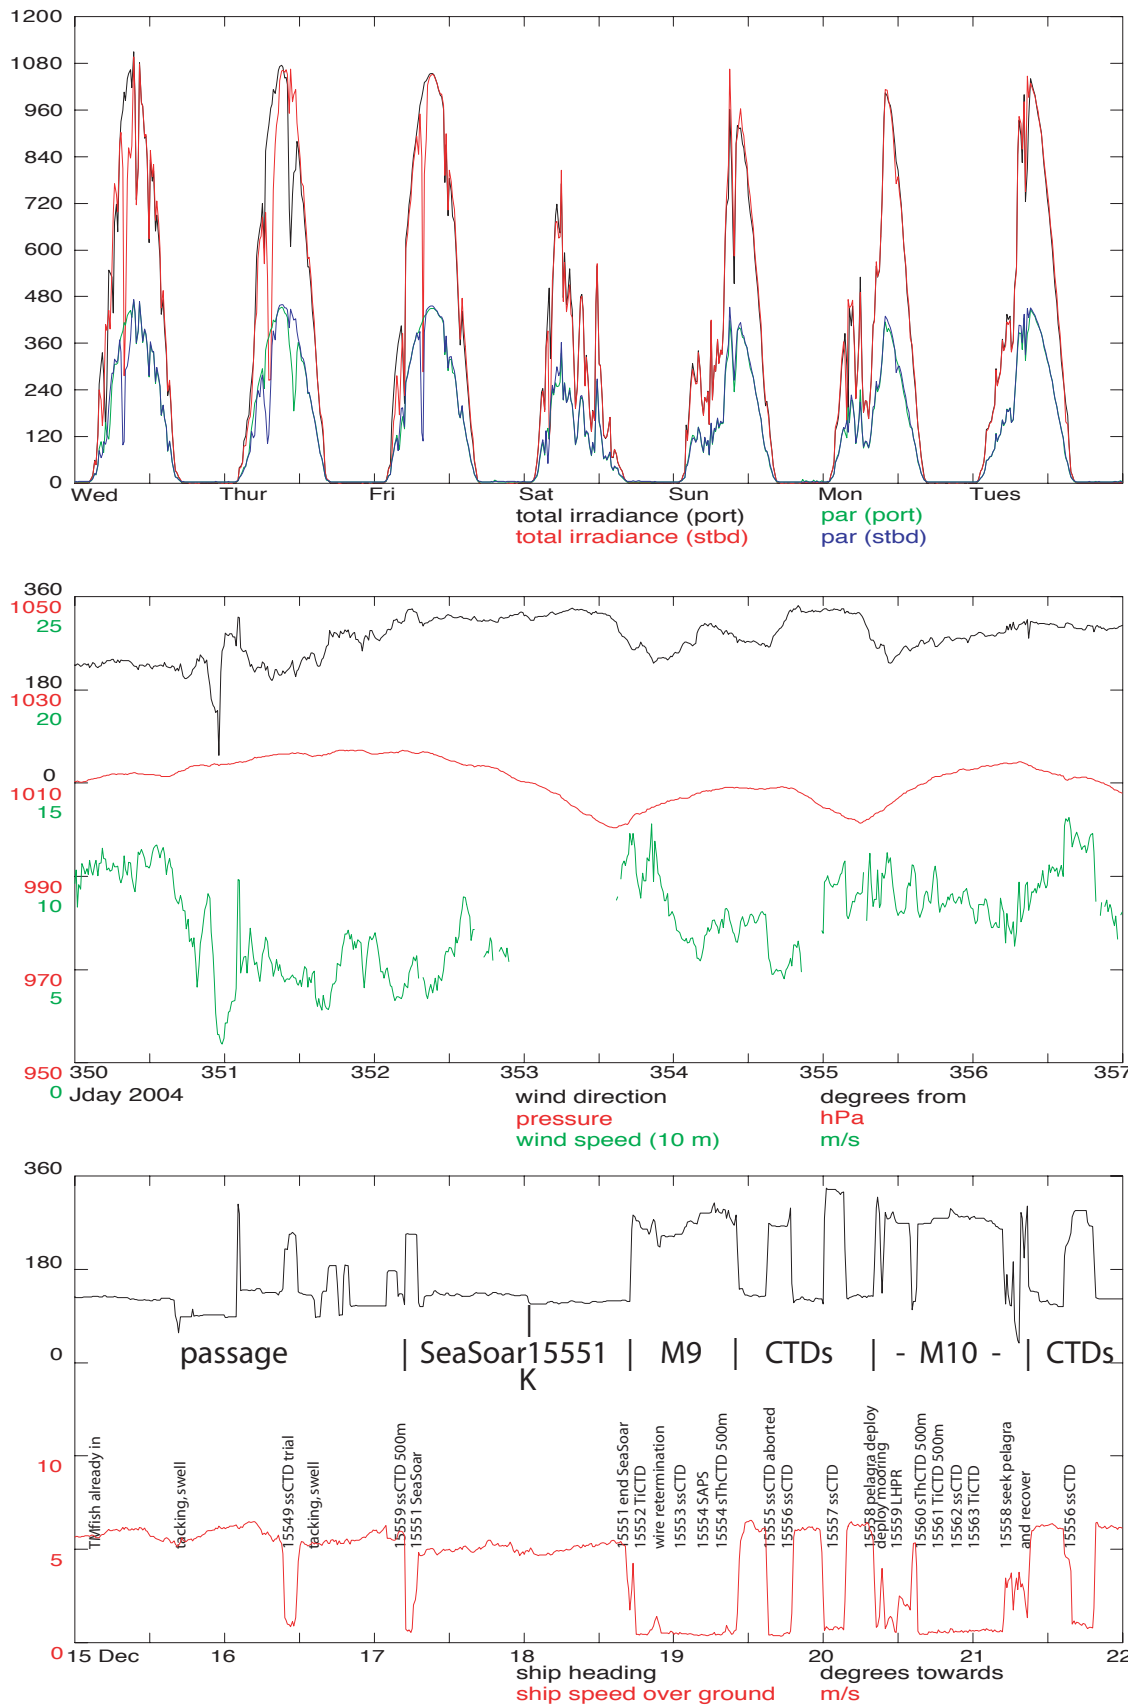 1200
1080
960
840
720
600
480
360
240
120
0
Wed Thur Fri Sat Sun Mon Tues
total irradiance (port) par (port)
total irradiance (stbd) par (stbd)
360
1050
25
180
1030
20
0
1010
15
990
10
970
5
950
0
350 351 352 353 354 355 356 357
Jday 2004
wind direction degrees from
pressure hPa
wind speed (10 m) m/s
360
180
0
passage | SeaSoar15551 | M9 | CTDs | - M10 - | CTDs
K
10
5
0
TMfish already in
tacking, swell
15549 ssCTD trial
tacking, swell
15559 ssCTD 500m
15551 SeaSoar
15551 end SeaSoar
15552 TiCTD
wire retermination
15553 ssCTD
15554 SAPS
15554 sThCTD 500m
15555 ssCTD aborted
15556 ssCTD
15557 ssCTD
15558 pelagra deploy
deploy mooring
15559 LHPR
15560 sThCTD 500m
15561 TiCTD 500m
15562 ssCTD
15563 TiCTD
15558 seek pelagra
and recover
15556 ssCTD
15 Dec 16 17 18 19 20 21 22
ship heading degrees towards
ship speed over ground m/s